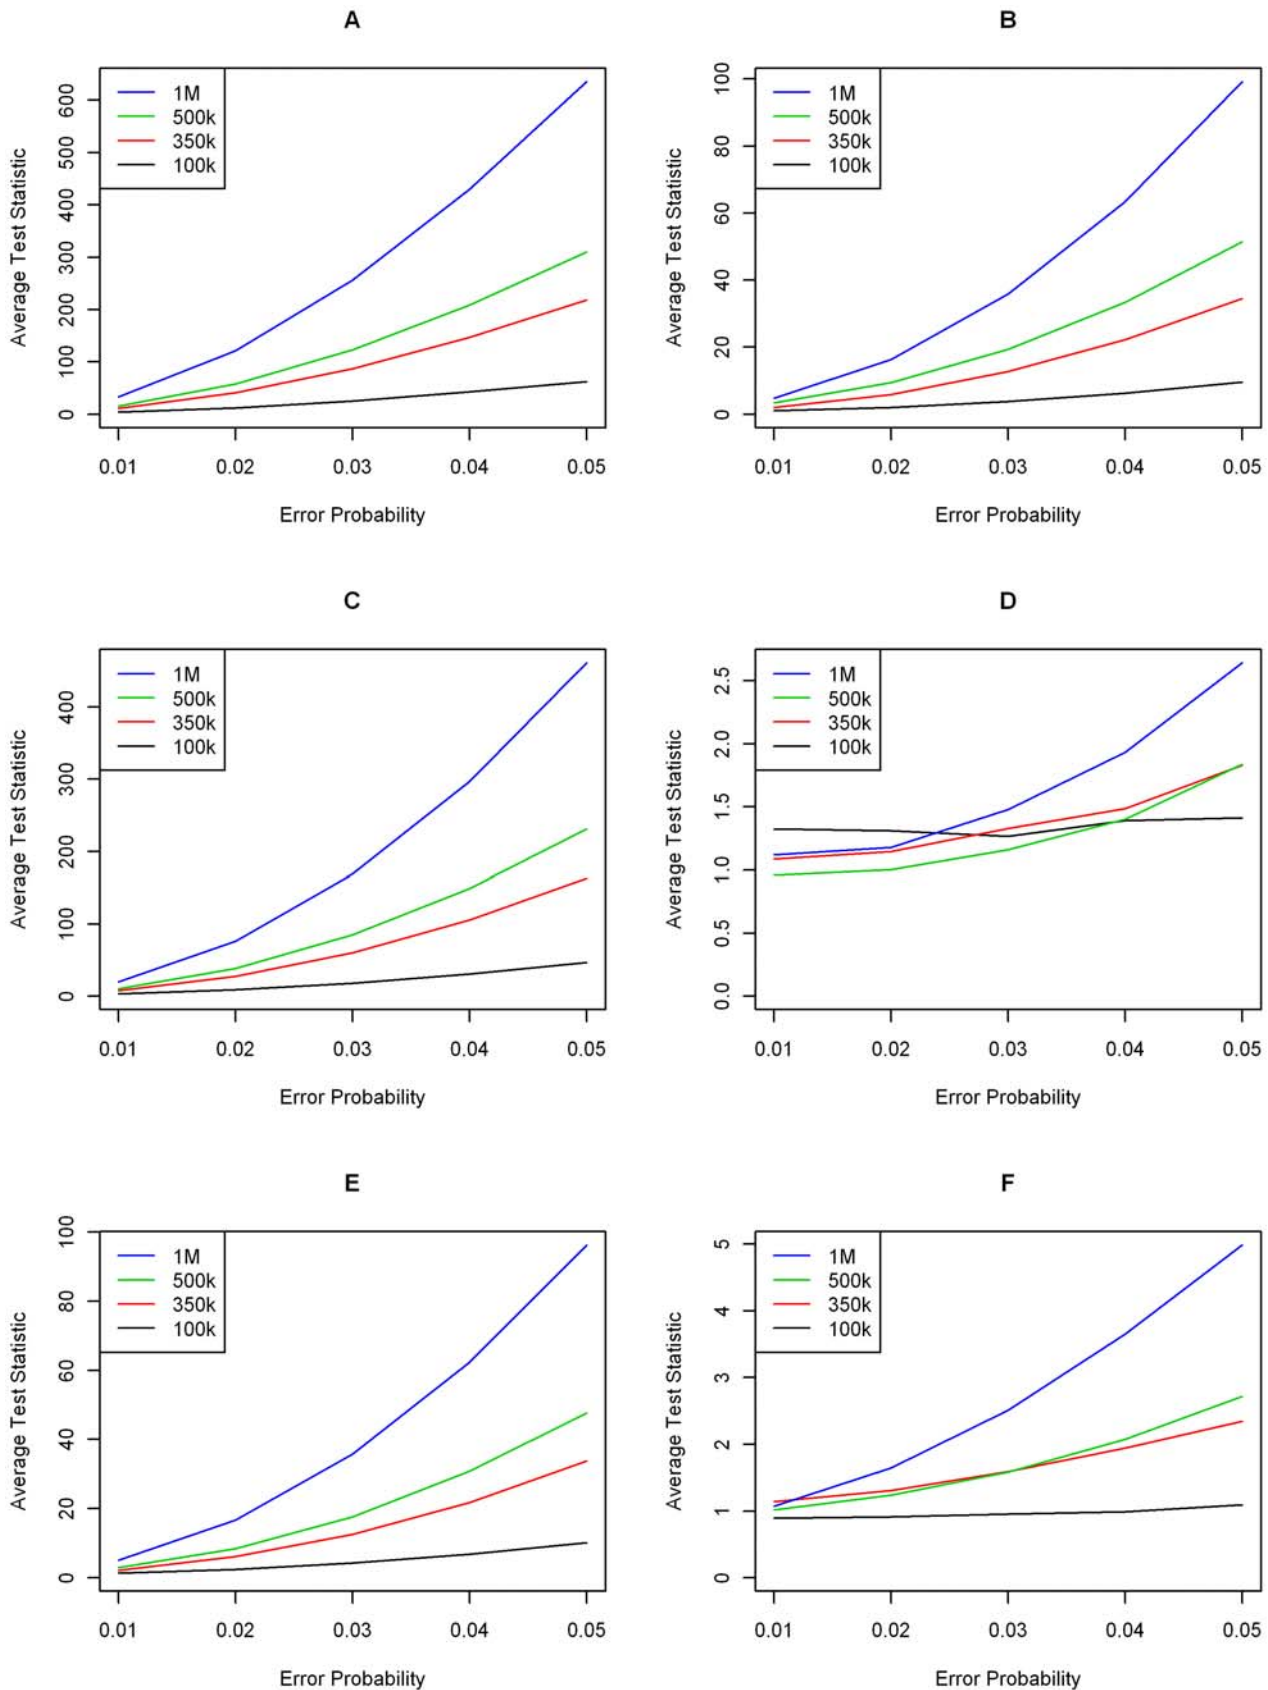 A
Average Test Statistic
600
500
400
300
200
100
0
1M
500k
350k
100k
0.01 0.02 0.03 0.04 0.05
Error Probability
B
Average Test Statistic
100
80
60
40
20
0
1M
500k
350k
100k
0.01 0.02 0.03 0.04 0.05
Error Probability
C
Average Test Statistic
400
300
200
100
0
1M
500k
350k
100k
0.01 0.02 0.03 0.04 0.05
Error Probability
D
Average Test Statistic
2.5
2.0
1.5
1.0
0.5
0.0
1M
500k
350k
100k
0.01 0.02 0.03 0.04 0.05
Error Probability
E
Average Test Statistic
100
80
60
40
20
0
1M
500k
350k
100k
0.01 0.02 0.03 0.04 0.05
Error Probability
F
Average Test Statistic
5
4
3
2
1
0
1M
500k
350k
100k
0.01 0.02 0.03 0.04 0.05
Error Probability